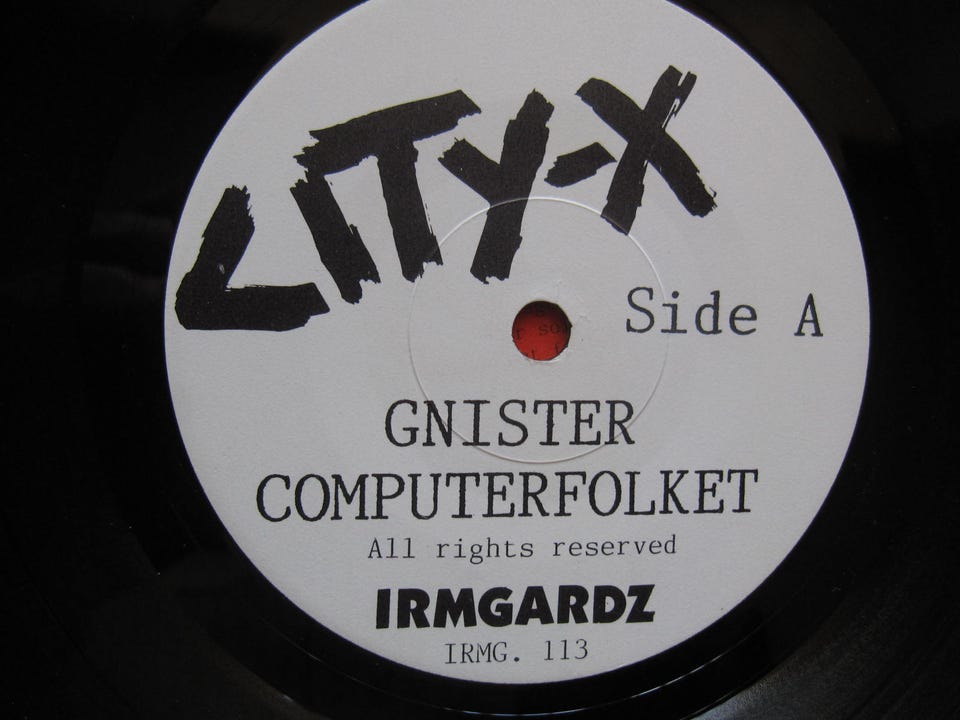 CITY-X
Side A
GNISTER
COMPUTERFOLKET
All rights reserved
IRMGARDZ
IRMG. 113